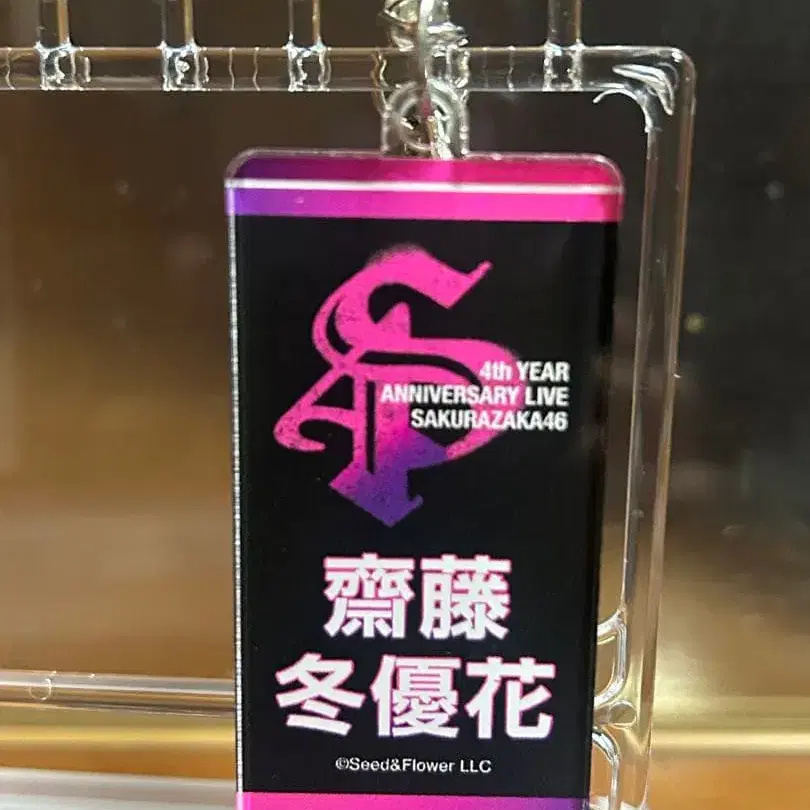 4th YEAR
ANNIVERSARY LIVE
SAKURAZAKA46
齋藤
冬優花
©Seed&Flower LLC